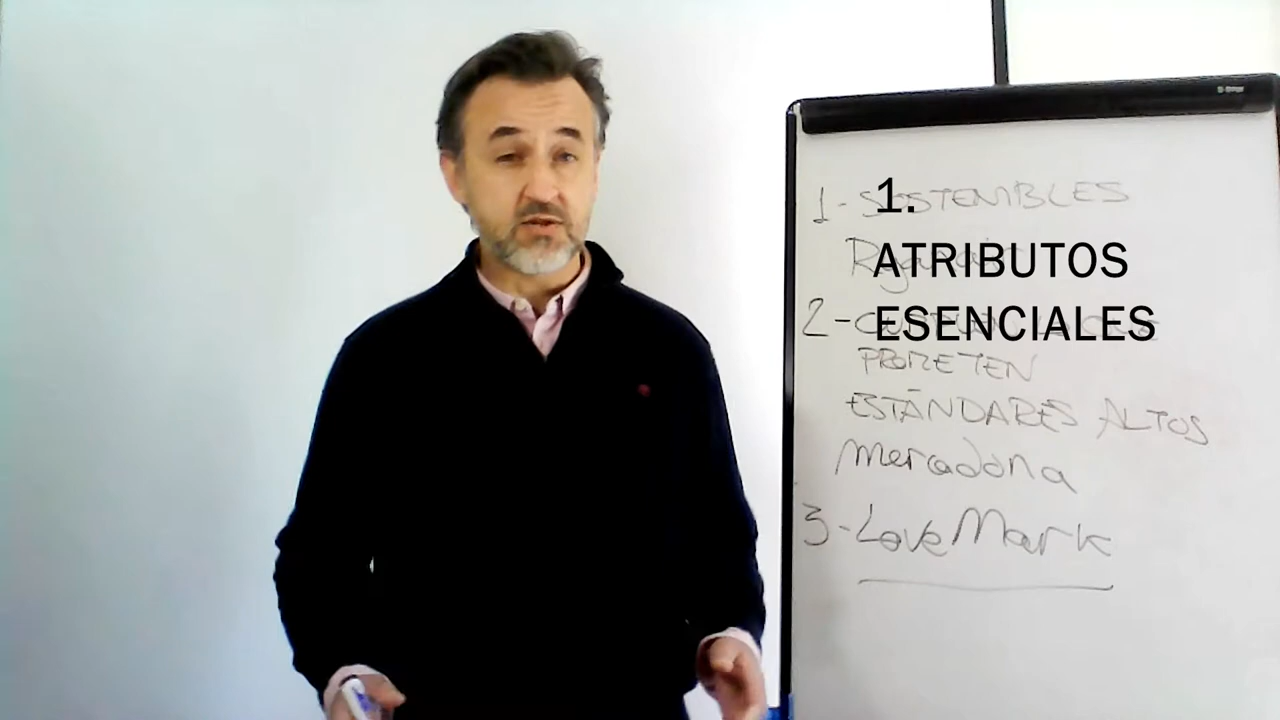 1.
ATRIBUTOS
ESENCIALES
1- SOSTENIBLES
2-
PROMETEN
ESTÁNDARES ALTOS
Mercadona
3- LoveMark